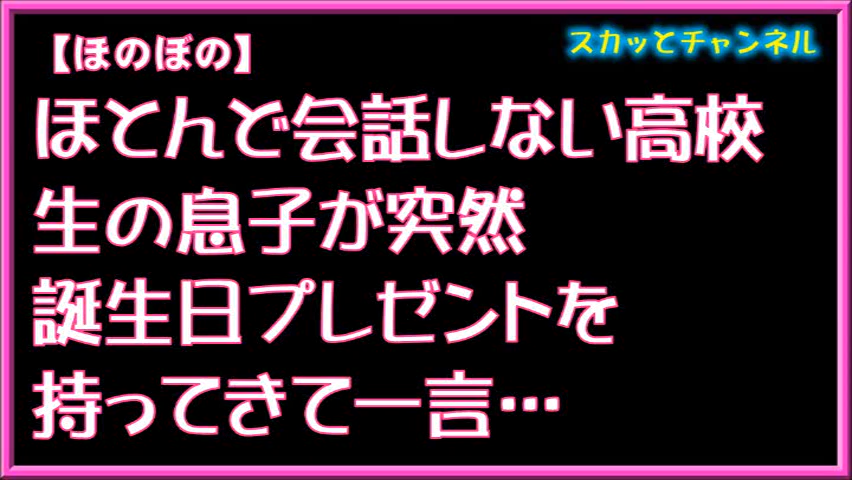 【ほのぼの】
スカッとチャンネル
ほとんど会話しない高校
生の息子が突然
誕生日プレゼントを
持ってきて一言…